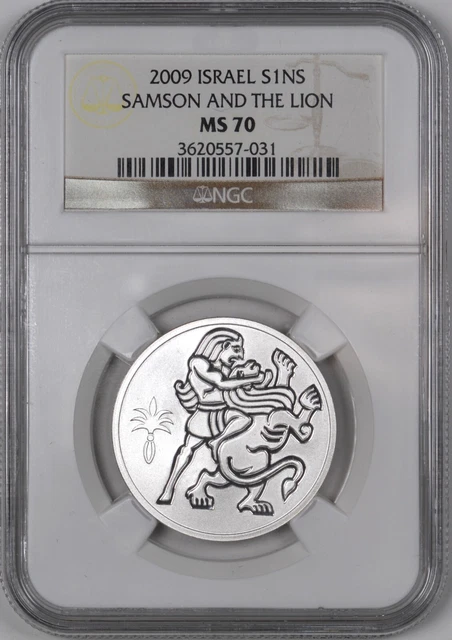 2009 ISRAEL S1NS
SAMSON AND THE LION
MS 70
3620557-031
NGC